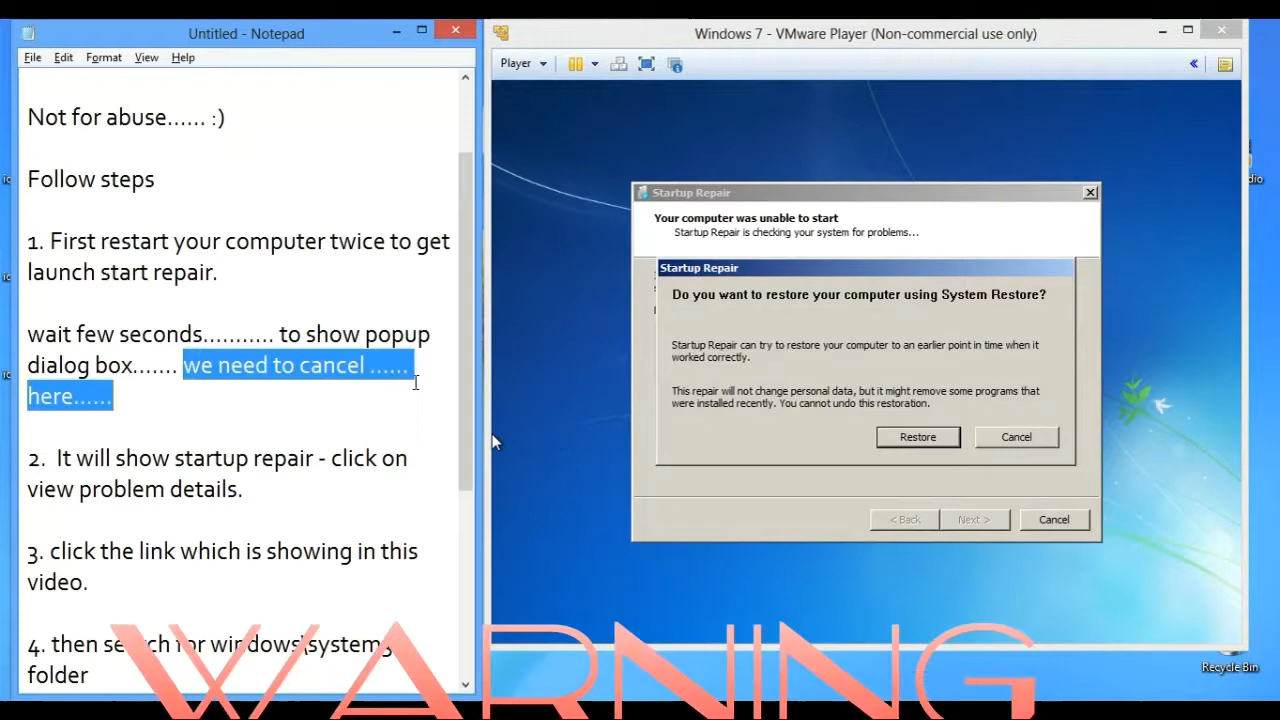 Untitled - Notepad
File Edit Format View Help
Not for abuse...... :)
Follow steps
1. First restart your computer twice to get
launch start repair.
wait few seconds........... to show popup
dialog box....... we need to cancel ......
here......
2.  It will show startup repair - click on
view problem details.
3. click the link which is showing in this
video.
4. then search for windows\system3
folder
Windows 7 - VMware Player (Non-commercial use only)
Player
Startup Repair
Your computer was unable to start
Startup Repair is checking your system for problems...
Startup Repair
Do you want to restore your computer using System Restore?
Startup Repair can try to restore your computer to an earlier point in time when it
worked correctly.
This repair will not change personal data, but it might remove some programs that
were installed recently. You cannot undo this restoration.
Restore Cancel
< Back Next > Cancel
Recycle Bin
WARNING